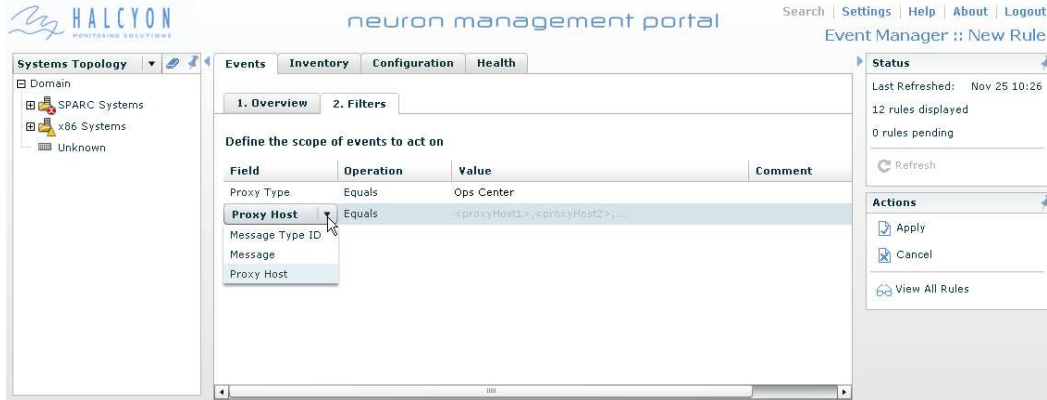 HALCYON
MONITORING SOLUTIONS
neuron management portal
Search | Settings | Help | About | Logout
Event Manager :: New Rule
Systems Topology
Domain
SPARC Systems
x86 Systems
Unknown
Events Inventory Configuration Health
1. Overview 2. Filters
Define the scope of events to act on
Field Operation Value Comment
Proxy Type Equals Ops Center
Proxy Host Equals <proxyHost1>,<proxyHost2>,...
Message Type ID
Message
Proxy Host
Status
Last Refreshed: Nov 25 10:26
12 rules displayed
0 rules pending
Refresh
Actions
Apply
Cancel
View All Rules